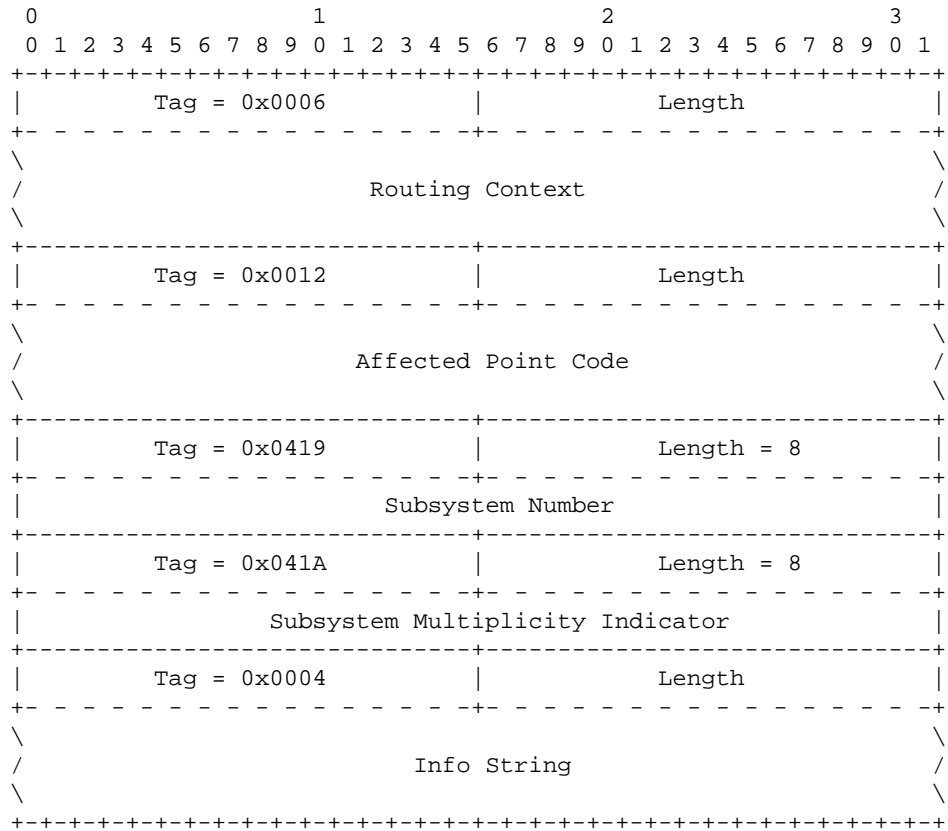 0                   1                   2                   3
 0 1 2 3 4 5 6 7 8 9 0 1 2 3 4 5 6 7 8 9 0 1 2 3 4 5 6 7 8 9 0 1
+-+-+-+-+-+-+-+-+-+-+-+-+-+-+-+-+-+-+-+-+-+-+-+-+-+-+-+-+-+-+-+-+
|         Tag = 0x0006          |            Length             |
+- - - - - - - - - - - - - - - -+- - - - - - - - - - - - - - - -+
\                                                               \
/                        Routing Context                        /
\                                                               \
+-------------------------------+-------------------------------+
|         Tag = 0x0012          |            Length             |
+- - - - - - - - - - - - - - - -+- - - - - - - - - - - - - - - -+
\                                                               \
/                       Affected Point Code                     /
\                                                               \
+-------------------------------+-------------------------------+
|         Tag = 0x0419          |            Length = 8         |
+- - - - - - - - - - - - - - - -+- - - - - - - - - - - - - - - -+
|                         Subsystem Number                      |
+-------------------------------+-------------------------------+
|         Tag = 0x041A          |            Length = 8         |
+- - - - - - - - - - - - - - - -+- - - - - - - - - - - - - - - -+
|                 Subsystem Multiplicity Indicator              |
+-------------------------------+-------------------------------+
|         Tag = 0x0004          |            Length             |
+- - - - - - - - - - - - - - - -+- - - - - - - - - - - - - - - -+
\                                                               \
/                           Info String                         /
\                                                               \
+-+-+-+-+-+-+-+-+-+-+-+-+-+-+-+-+-+-+-+-+-+-+-+-+-+-+-+-+-+-+-+-+